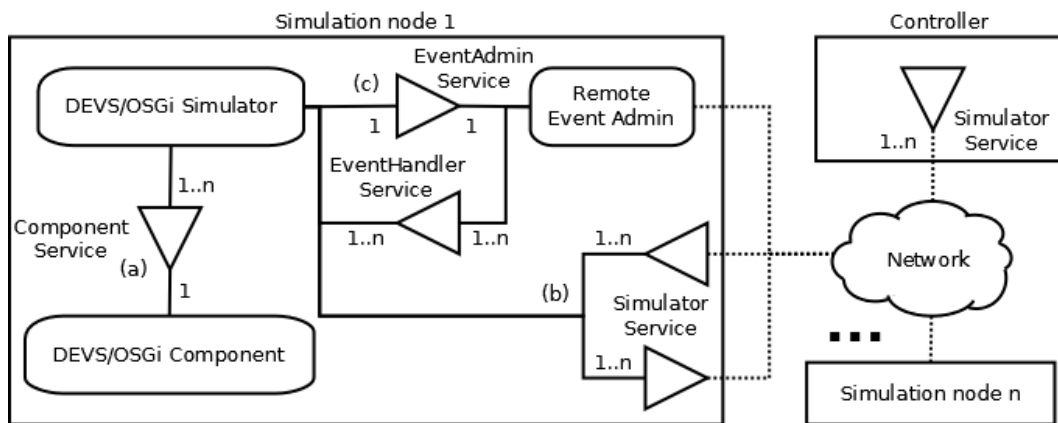 Simulation node 1
Controller
EventAdmin
Service
(c)
DEVS/OSGi Simulator
Remote
Event Admin
1
1
Simulator
Service
1..n
EventHandler
Service
1..n
1..n
1..n
Component
Service
(a)
1
1..n
Network
(b)
Simulator
Service
1..n
DEVS/OSGi Component
Simulation node n